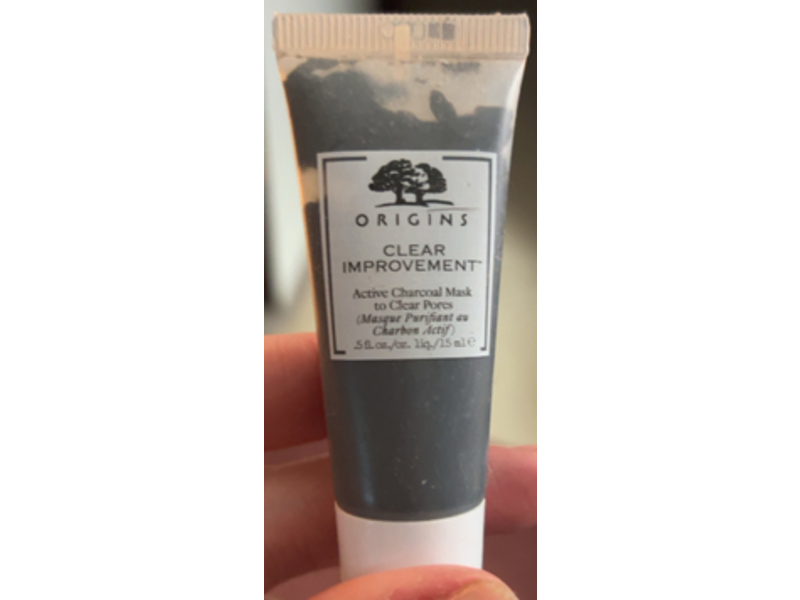 ORIGINS
CLEAR
IMPROVEMENT™
Active Charcoal Mask
to Clear Pores
(Masque Purifiant au
Charbon Actif)
.5 fl. oz./oz. liq./15 ml ℮